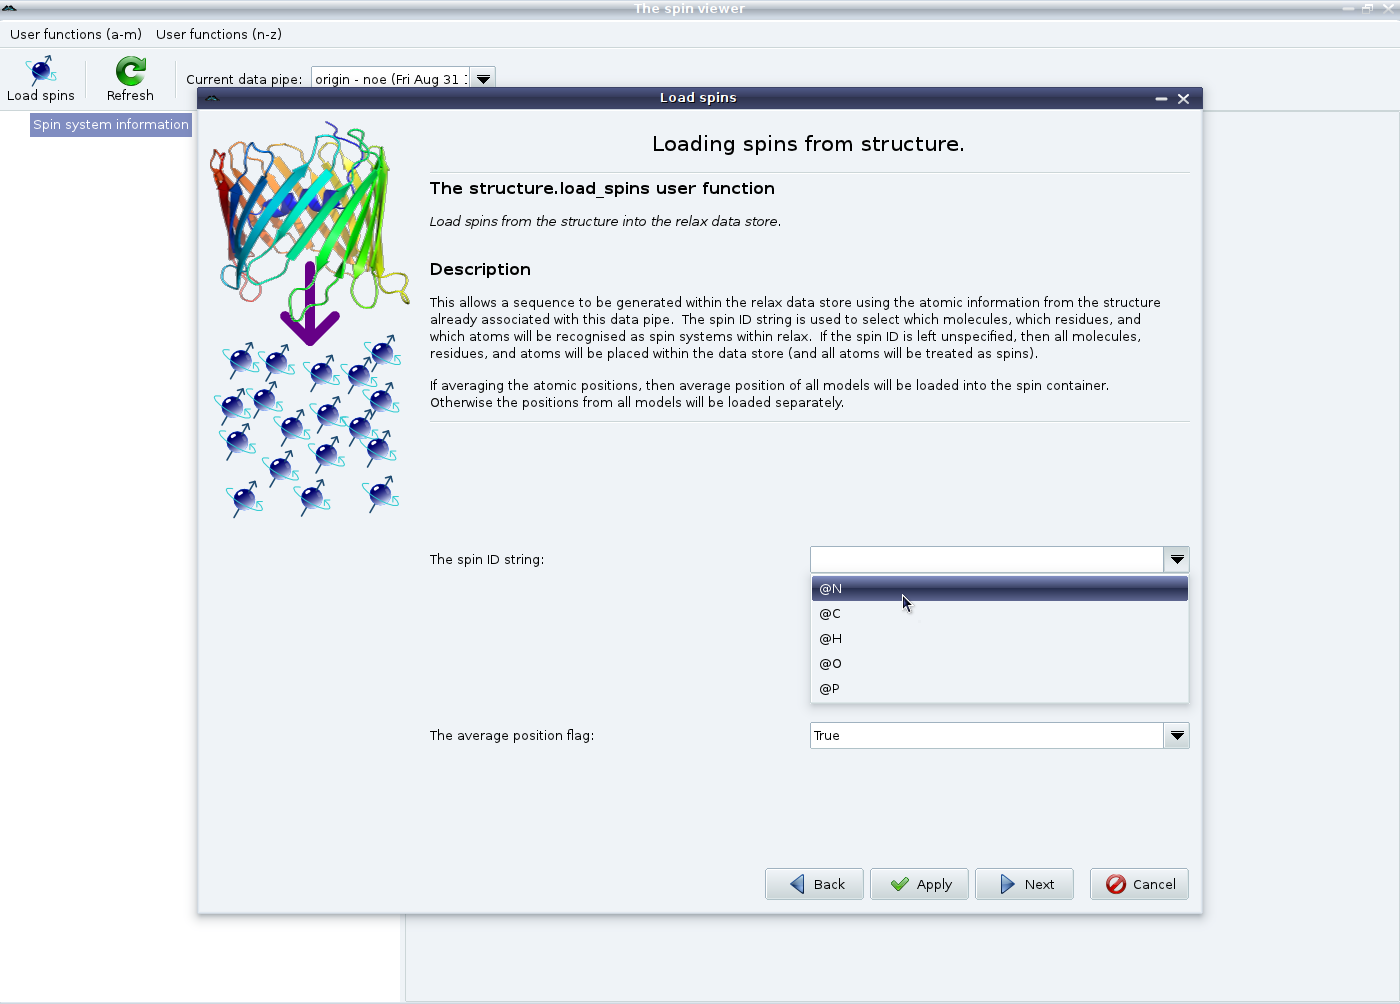 The spin viewer
User functions (a-m) User functions (n-z)
Load spins
Refresh
Current data pipe: origin - noe (Fri Aug 31 :
Spin system information
Load spins
Loading spins from structure.
The structure.load_spins user function
Load spins from the structure into the relax data store.
Description
This allows a sequence to be generated within the relax data store using the atomic information from the structure
already associated with this data pipe.  The spin ID string is used to select which molecules, which residues, and
which atoms will be recognised as spin systems within relax.  If the spin ID is left unspecified, then all molecules,
residues, and atoms will be placed within the data store (and all atoms will be treated as spins).
If averaging the atomic positions, then average position of all models will be loaded into the spin container.
Otherwise the positions from all models will be loaded separately.
The spin ID string:
@N
@C
@H
@O
@P
The average position flag: True
Back Apply Next Cancel